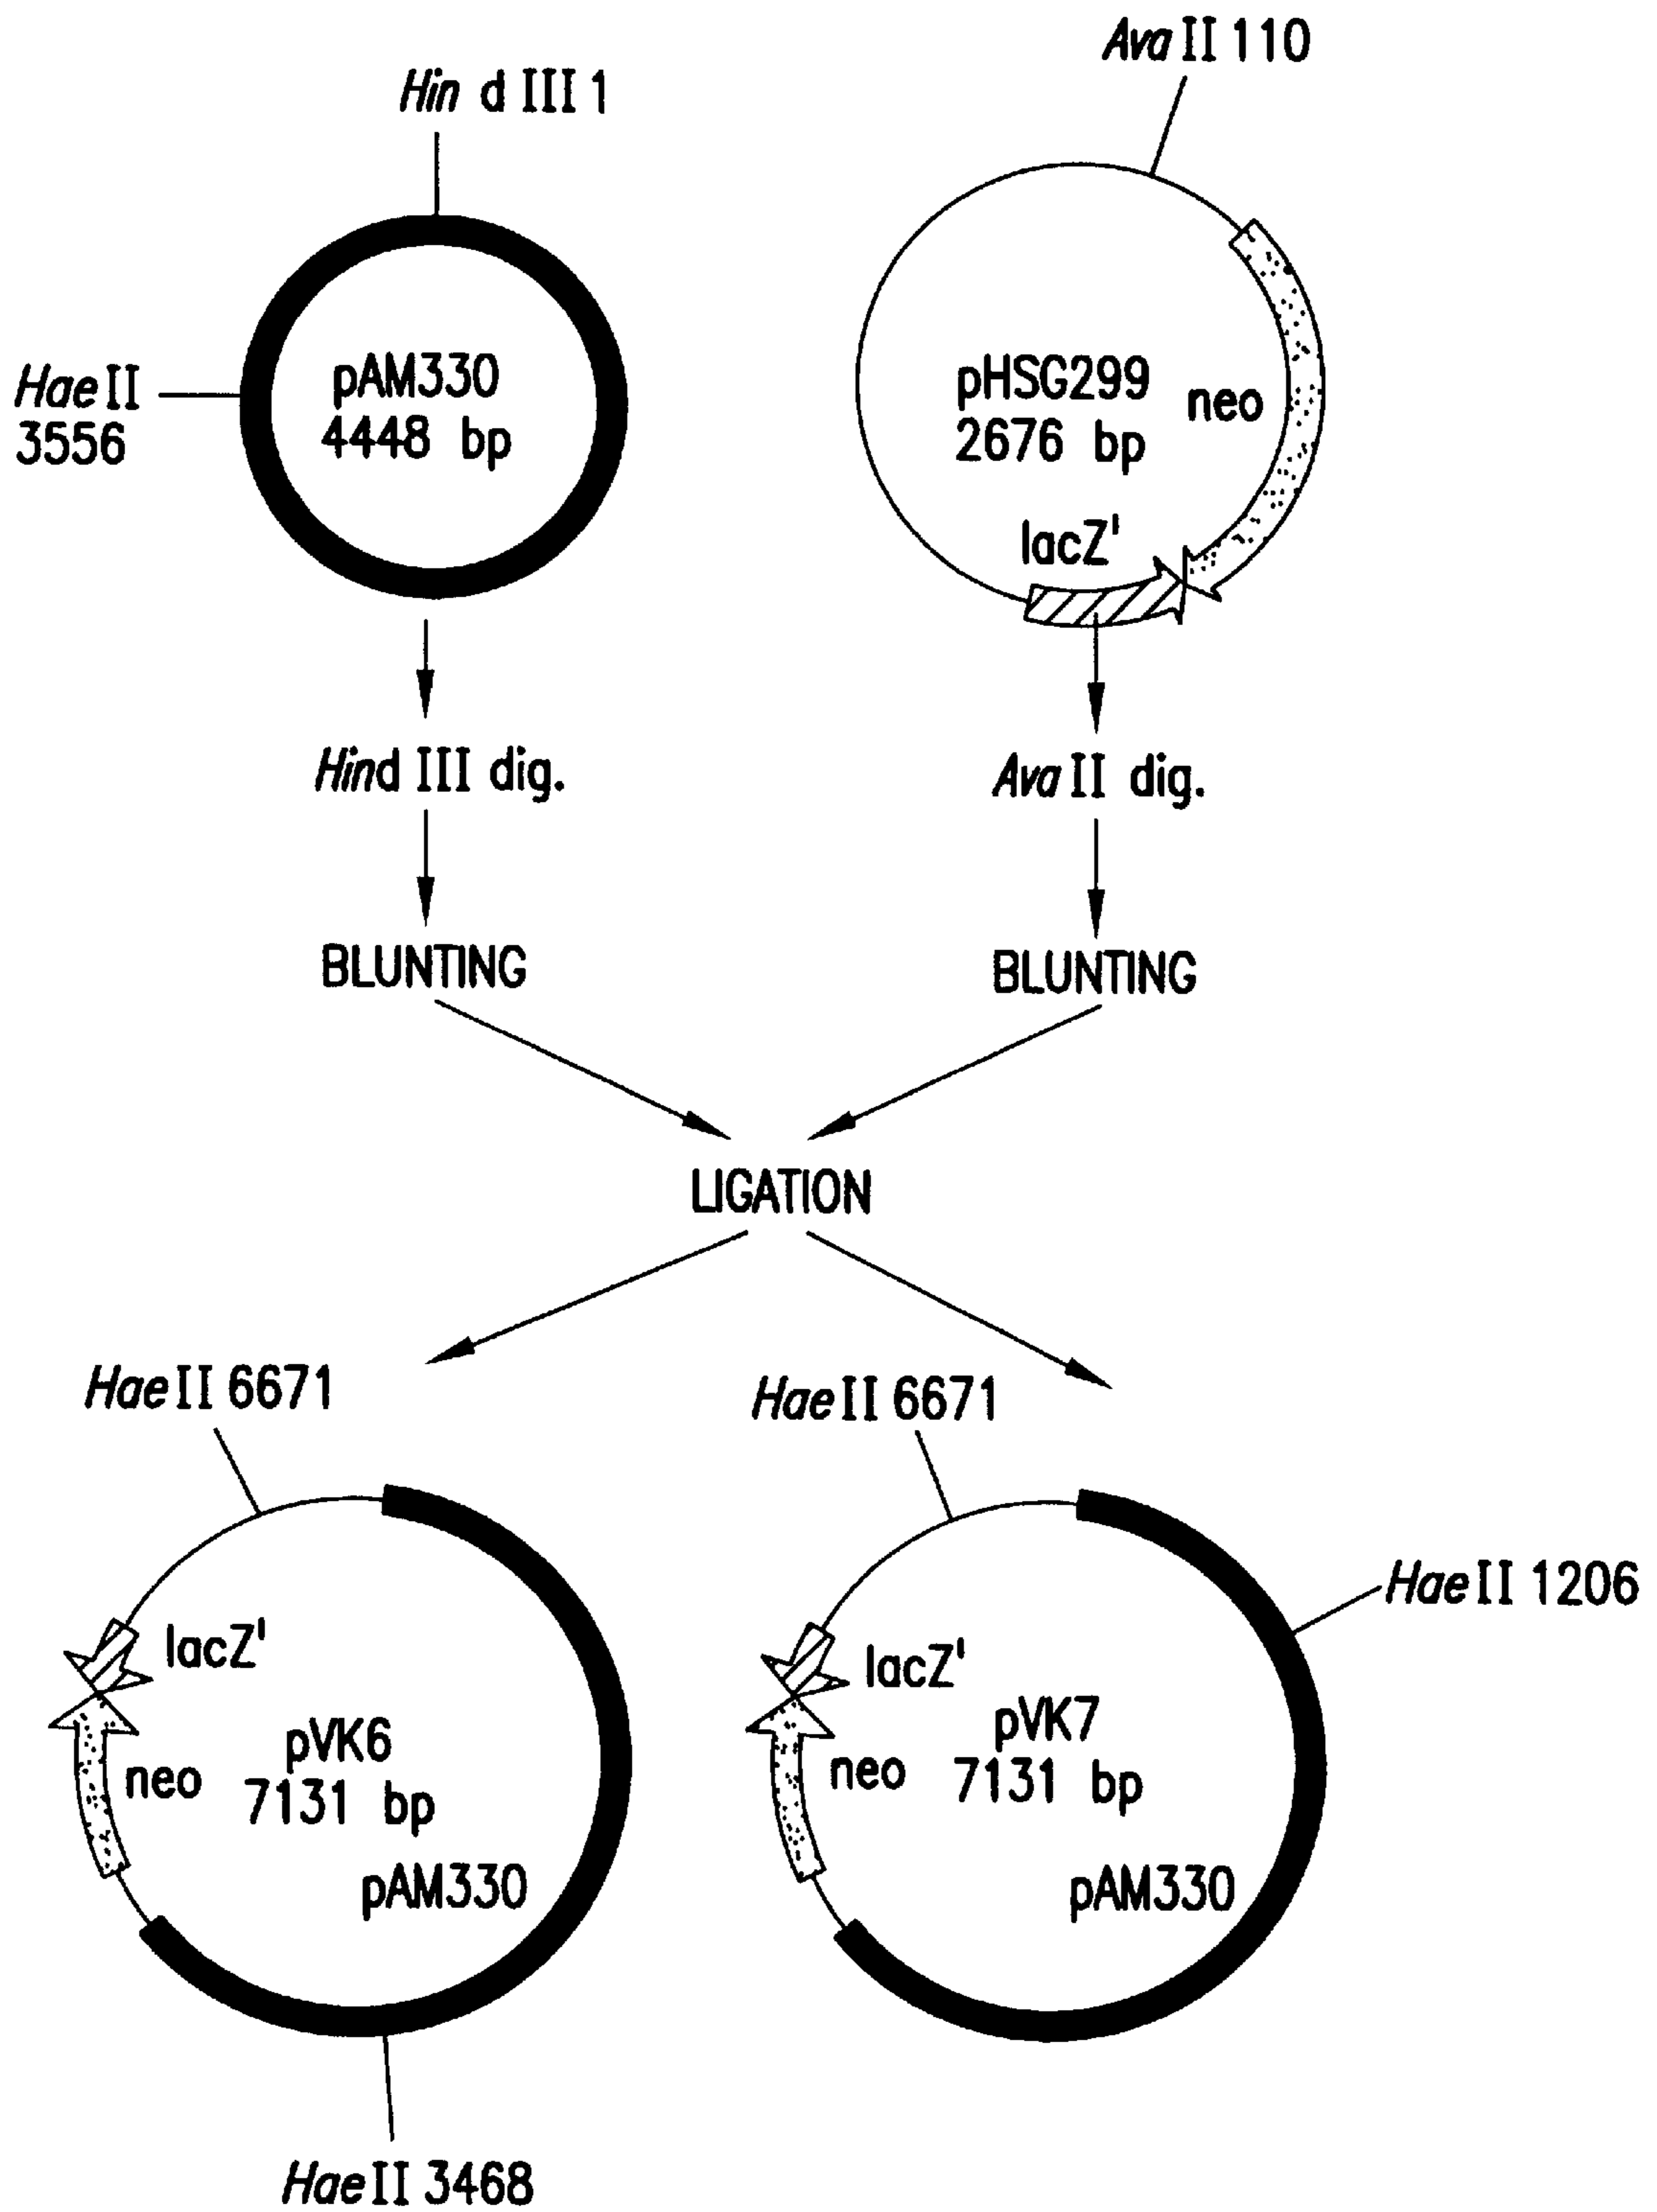 Hin d III 1
Ava II 110
Hae II
3556
pAM330
4448 bp
pHSG299
2676 bp
neo
lacZ'
Hind III dig.
Ava II dig.
BLUNTING
BLUNTING
LIGATION
Hae II 6671
Hae II 6671
Hae II 1206
lacZ'
pVK6
7131 bp
neo
pAM330
Hae II 3468
lacZ'
pVK7
7131 bp
neo
pAM330